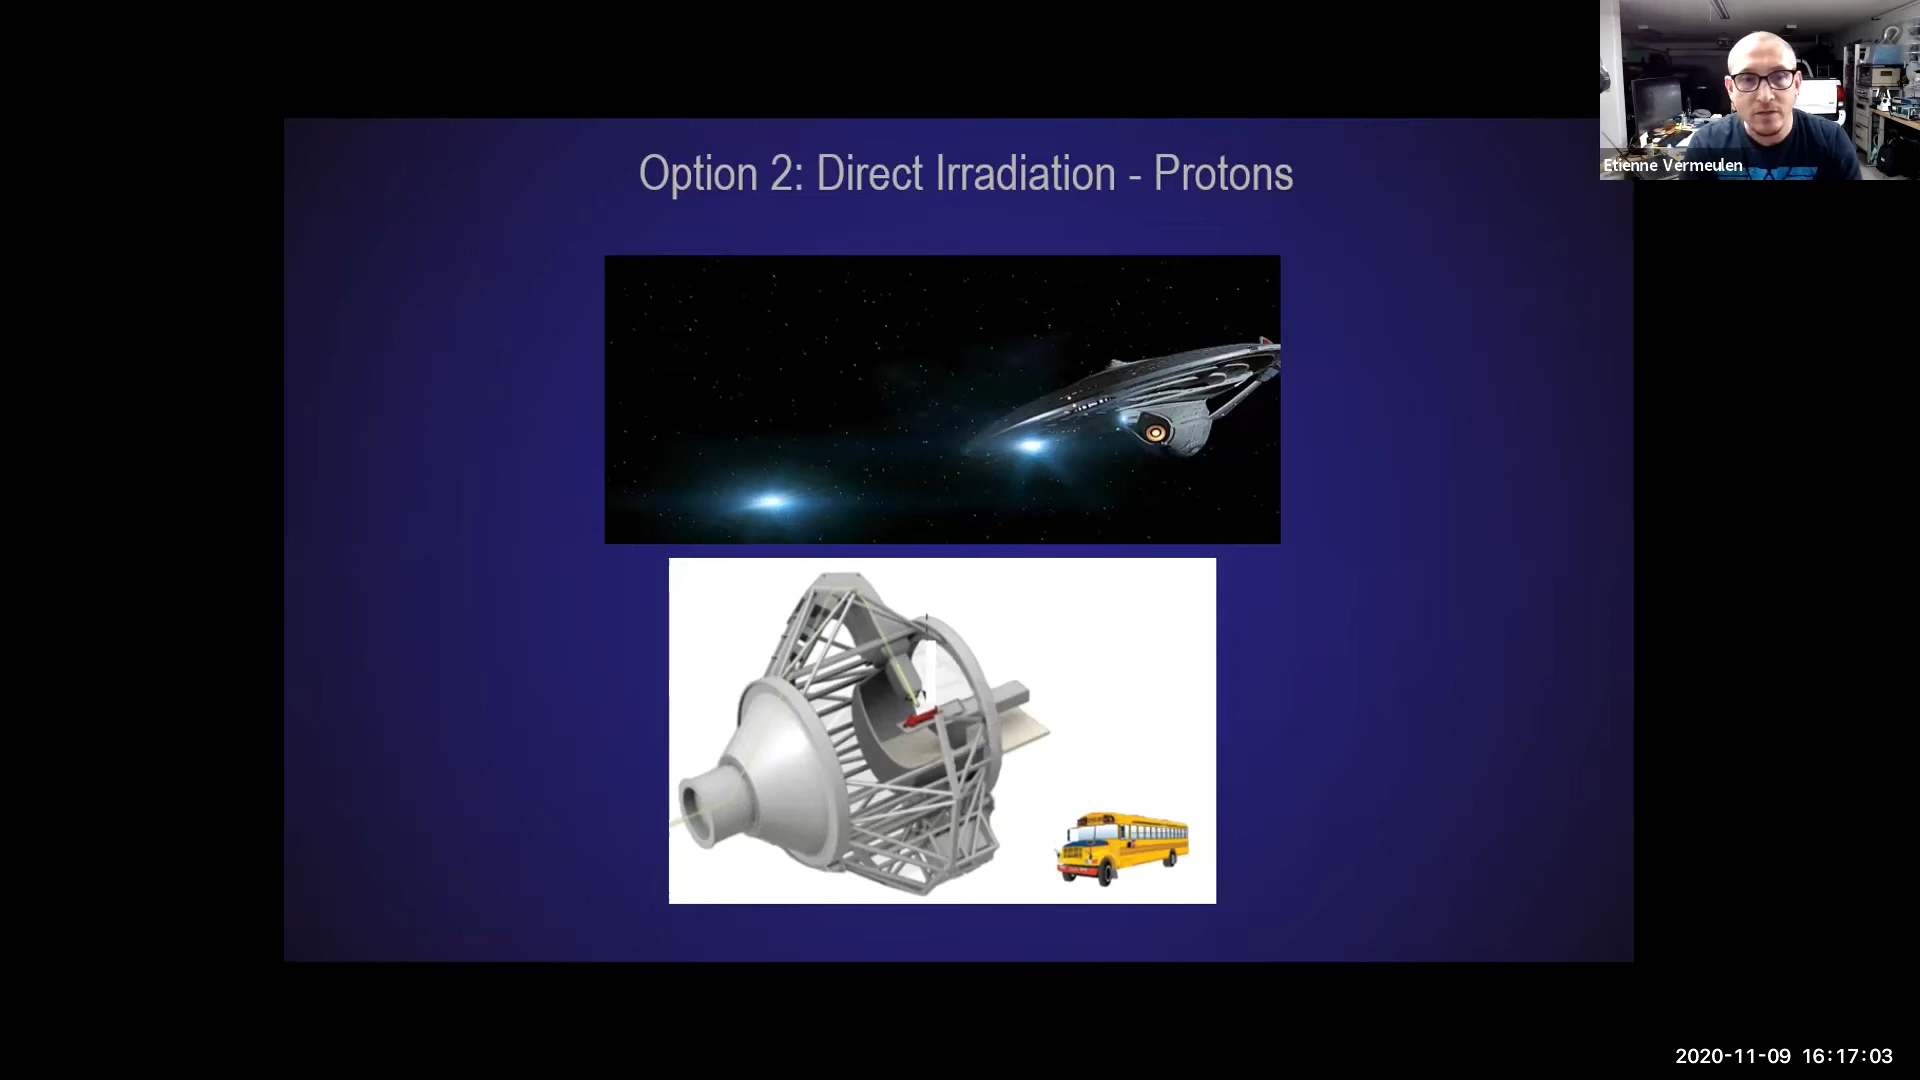 Option 2: Direct Irradiation - Protons
Etienne Vermeulen
2020-11-09 16:17:03